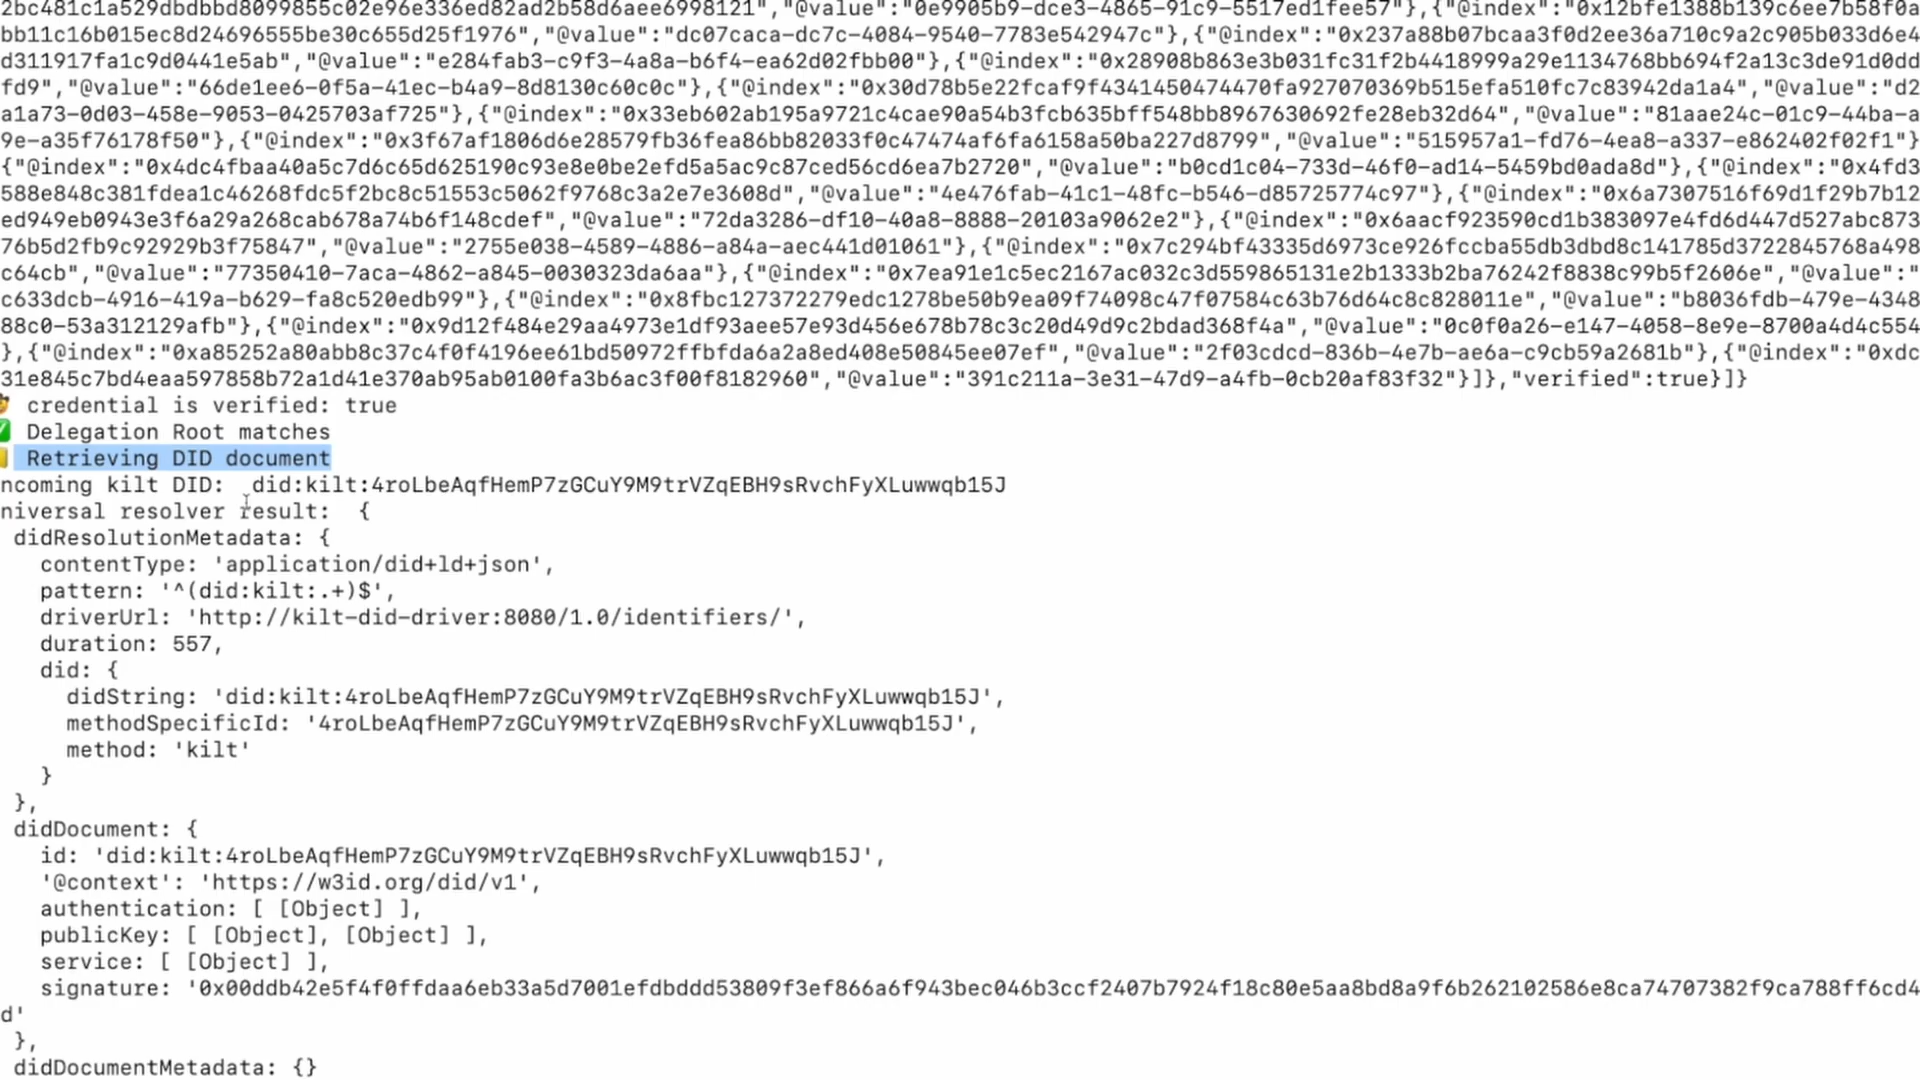 2bc481c1a529dbdbbd8099855c02e96e336ed82ad2b58d6aee6998121","@value":"0e9905b9-dce3-4865-91c9-5517ed1fee57"},{"@index":"0x12bfe1388b139c6ee7b58f0a
bb11c16b015ec8d24696555be30c655d25f1976","@value":"dc07caca-dc7c-4084-9540-7783e542947c"},{"@index":"0x237a88b07bcaa3f0d2ee36a710c9a2c905b033d6e4
d311917fa1c9d0441e5ab","@value":"e284fab3-c9f3-4a8a-b6f4-ea62d02fbb00"},{"@index":"0x28908b863e3b031fc31f2b4418999a29e1134768bb694f2a13c3de91d0dd
fd9","@value":"66de1ee6-0f5a-41ec-b4a9-8d8130c60c0c"},{"@index":"0x30d78b5e22fcaf9f4341450474470fa927070369b515efa510fc7c83942da1a4","@value":"d2
a1a73-0d03-458e-9053-0425703af725"},{"@index":"0x33eb602ab195a9721c4cae90a54b3fcb635bff548bb8967630692fe28eb32d64","@value":"81aae24c-01c9-44ba-a
9e-a35f76178f50"},{"@index":"0x3f67af1806d6e28579fb36fea86bb82033f0c47474af6fa6158a50ba227d8799","@value":"515957a1-fd76-4ea8-a337-e862402f02f1"}
{"@index":"0x4dc4fbaa40a5c7d6c65d625190c93e8e0be2efd5a5ac9c87ced56cd6ea7b2720","@value":"b0cd1c04-733d-46f0-ad14-5459bd0ada8d"},{"@index":"0x4fd3
588e848c381fdea1c46268fdc5f2bc8c51553c5062f9768c3a2e7e3608d","@value":"4e476fab-41c1-48fc-b546-d85725774c97"},{"@index":"0x6a7307516f69d1f29b7b12
ed949eb0943e3f6a29a268cab678a74b6f148cdef","@value":"72da3286-df10-40a8-8888-20103a9062e2"},{"@index":"0x6aacf923590cd1b383097e4fd6d447d527abc873
76b5d2fb9c92929b3f75847","@value":"2755e038-4589-4886-a84a-aec441d01061"},{"@index":"0x7c294bf43335d6973ce926fccba55db3dbd8c141785d3722845768a498
c64cb","@value":"77350410-7aca-4862-a845-0030323da6aa"},{"@index":"0x7ea91e1c5ec2167ac032c3d559865131e2b1333b2ba76242f8838c99b5f2606e","@value":"
c633dcb-4916-419a-b629-fa8c520edb99"},{"@index":"0x8fbc127372279edc1278be50b9ea09f74098c47f07584c63b76d64c8c828011e","@value":"b8036fdb-479e-4348
88c0-53a312129afb"},{"@index":"0x9d12f484e29aa4973e1df93aee57e93d456e678b78c3c20d49d9c2bdad368f4a","@value":"0c0f0a26-e147-4058-8e9e-8700a4d4c554
},{"@index":"0xa85252a80abb8c37c4f0f4196ee61bd50972ffbfda6a2a8ed408e50845ee07ef","@value":"2f03cdcd-836b-4e7b-ae6a-c9cb59a2681b"},{"@index":"0xdc
31e845c7bd4eaa597858b72a1d41e370ab95ab0100fa3b6ac3f00f8182960","@value":"391c211a-3e31-47d9-a4fb-0cb20af83f32"}]},"verified":true}]}
credential is verified: true
Delegation Root matches
Retrieving DID document
ncoming kilt DID:  did:kilt:4roLbeAqfHemP7zGCuY9M9trVZqEBH9sRvchFyXLuwwqb15J
niversal resolver result:  {
didResolutionMetadata: {
contentType: 'application/did+ld+json',
pattern: '^(did:kilt:.+)$',
driverUrl: 'http://kilt-did-driver:8080/1.0/identifiers/',
duration: 557,
did: {
didString: 'did:kilt:4roLbeAqfHemP7zGCuY9M9trVZqEBH9sRvchFyXLuwwqb15J',
methodSpecificId: '4roLbeAqfHemP7zGCuY9M9trVZqEBH9sRvchFyXLuwwqb15J',
method: 'kilt'
}
},
didDocument: {
id: 'did:kilt:4roLbeAqfHemP7zGCuY9M9trVZqEBH9sRvchFyXLuwwqb15J',
'@context': 'https://w3id.org/did/v1',
authentication: [ [Object] ],
publicKey: [ [Object], [Object] ],
service: [ [Object] ],
signature: '0x00ddb42e5f4f0ffdaa6eb33a5d7001efdbddd53809f3ef866a6f943bec046b3ccf2407b7924f18c80e5aa8bd8a9f6b262102586e8ca74707382f9ca788ff6cd4
d'
},
didDocumentMetadata: {}